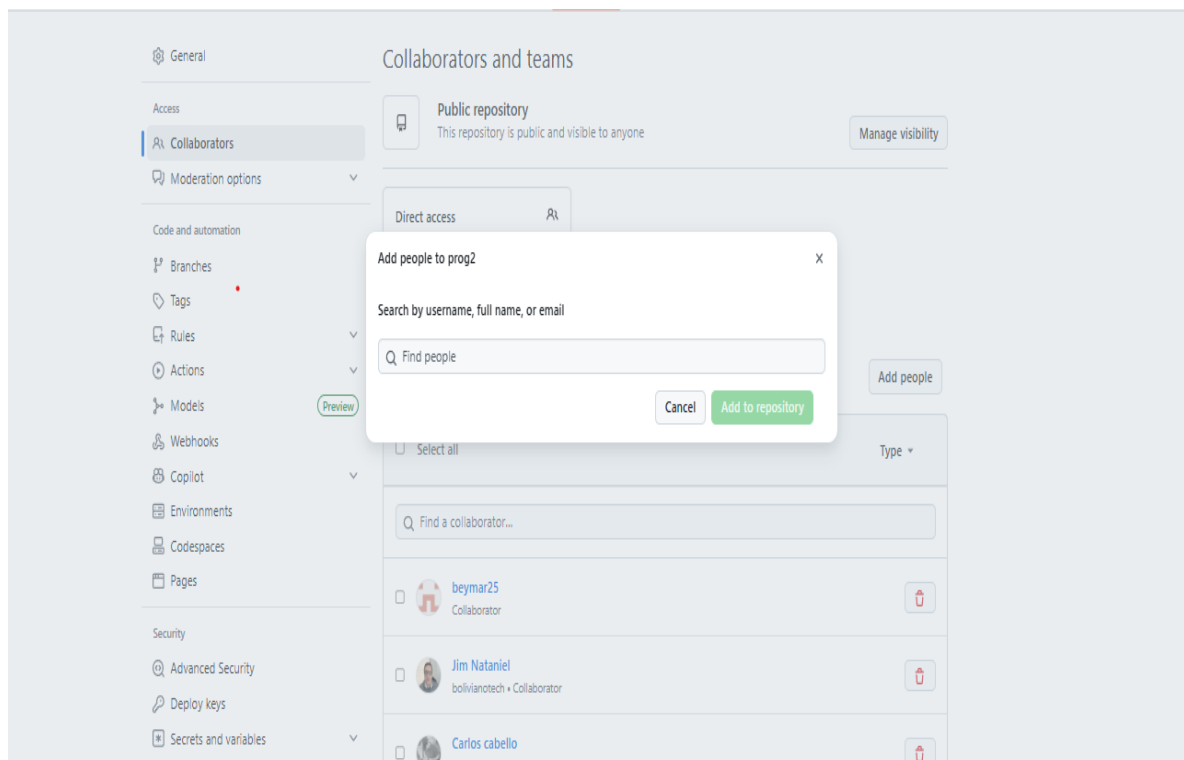 General
Access
Collaborators
Moderation options
Code and automation
Branches
Tags
Rules
Actions
Models
Preview
Webhooks
Copilot
Environments
Codespaces
Pages
Security
Advanced Security
Deploy keys
Secrets and variables
Collaborators and teams
Public repository
This repository is public and visible to anyone
Manage visibility
Direct access
Add people to prog2
X
Search by username, full name, or email
Find people
Cancel
Add to repository
Add people
Select all
Type
Find a collaborator...
beymar25
Collaborator
Jim Nataniel
bolivianotech • Collaborator
Carlos cabello